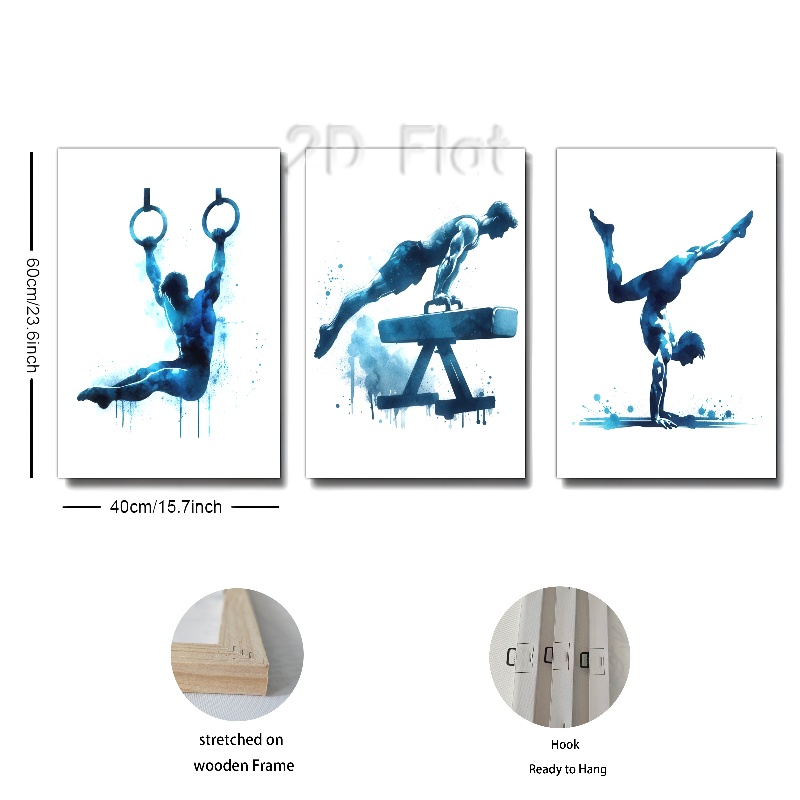 2D Flat
60cm/23.6inch
40cm/15.7inch
stretched on
wooden Frame
Hook
Ready to Hang